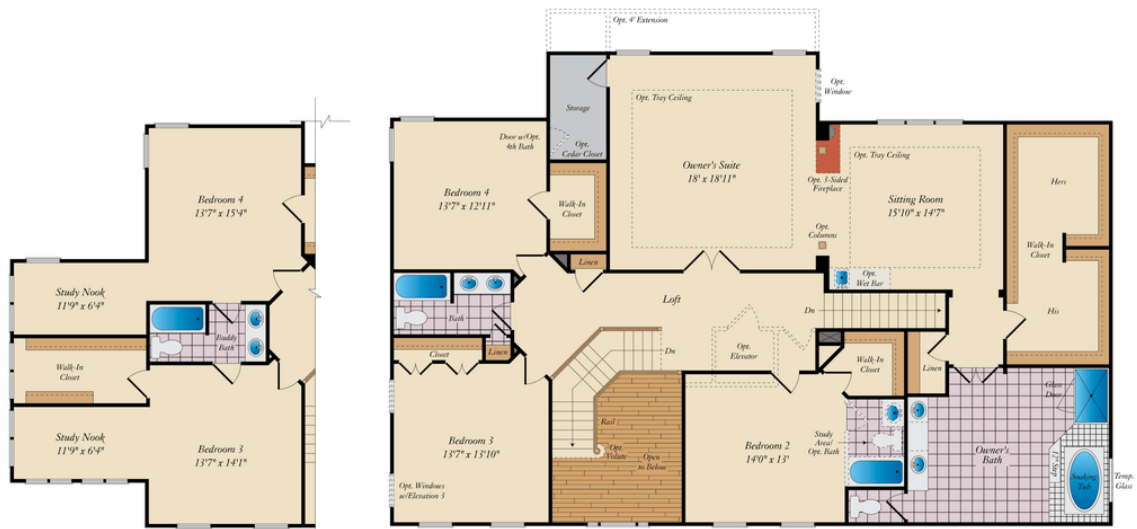 Bedroom 4
13'7" x 15'4"
Study Nook
11'9" x 6'4"
Buddy
Bath
Walk-In
Closet
Study Nook
11'9" x 6'4"
Bedroom 3
13'7" x 14'1"
Opt. 4' Extension
Storage
Opt.
Cedar Closet
Opt. Tray Ceiling
Owner's Suite
18' x 18'11"
Opt.
Window
Door w/Opt.
4th Bath
Bedroom 4
13'7" x 12'11"
Walk-In
Closet
Linen
Opt. 3-Sided
Fireplace
Opt.
Columns
Opt. Tray Ceiling
Sitting Room
15'10" x 14'7"
Opt.
Wet Bar
Hers
Walk-In
Closet
His
Bath
Linen
Closet
Loft
Dn
Opt.
Elevator
Dn
Walk-In
Closet
Linen
Bedroom 3
13'7" x 13'10"
Opt. Windows
w/Elevation 3
Rail
Opt.
Volute
Open
to Below
Bedroom 2
14'0" x 13'
Study
Area/
Opt. Bath
Owner's
Bath
Glass
Door
12" Step
Soaking
Tub
Temp.
Glass